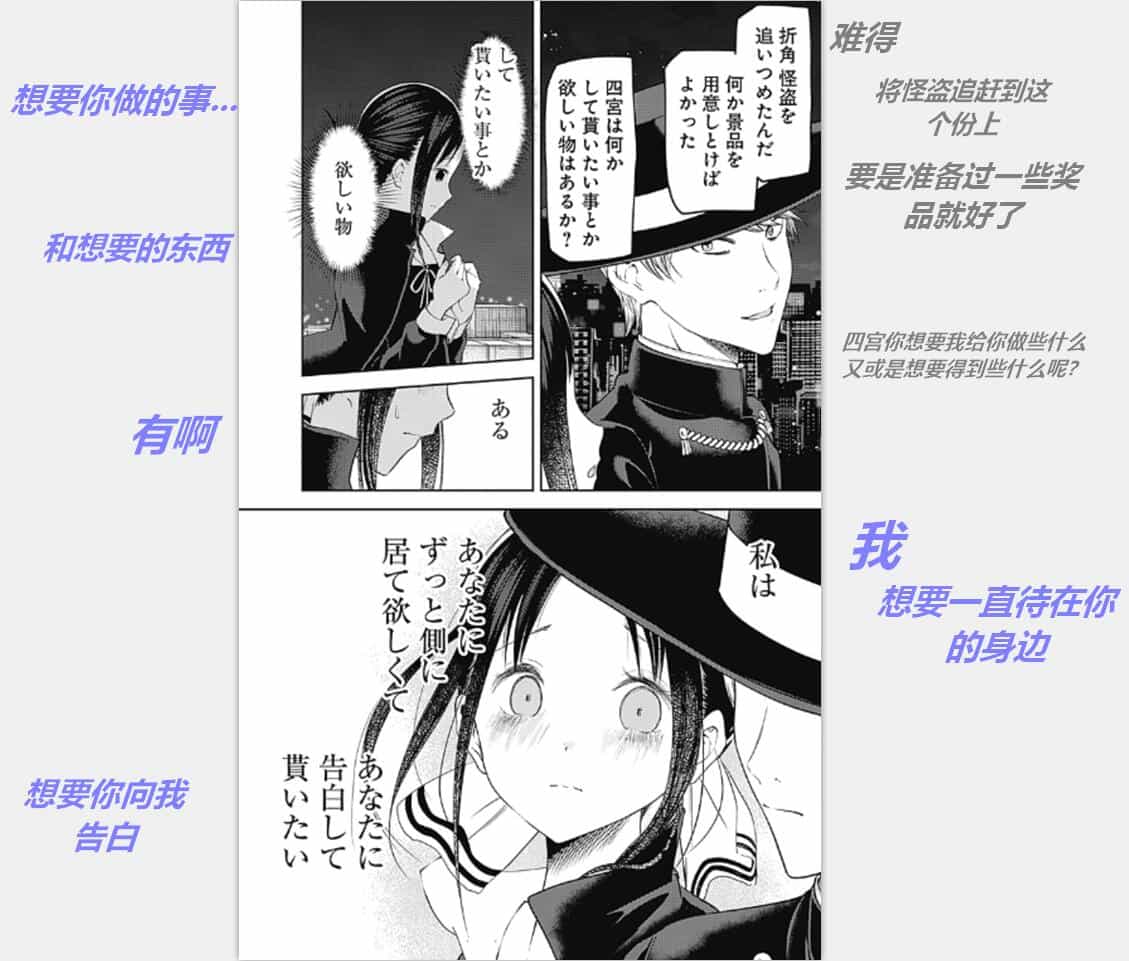 难得
将怪盗追赶到这
个份上
要是准备过一些奖
品就好了
四宫你想要我给你做些什么
又或是想要得到些什么呢?
折角 怪盗を
追いつめたんだ
何か景品を
用意しとけば
よかった
四宮は何か
して貰いたい事とか
欲しい物はあるか?
想要你做的事...
して
貰いたい事とか
和想要的东西
欲しい物
有啊
ある
我
私は
想要一直待在你
的身边
あなたに
ずっと側に
居て欲しくて
想要你向我
告白
あなたに
告白して
貰いたい